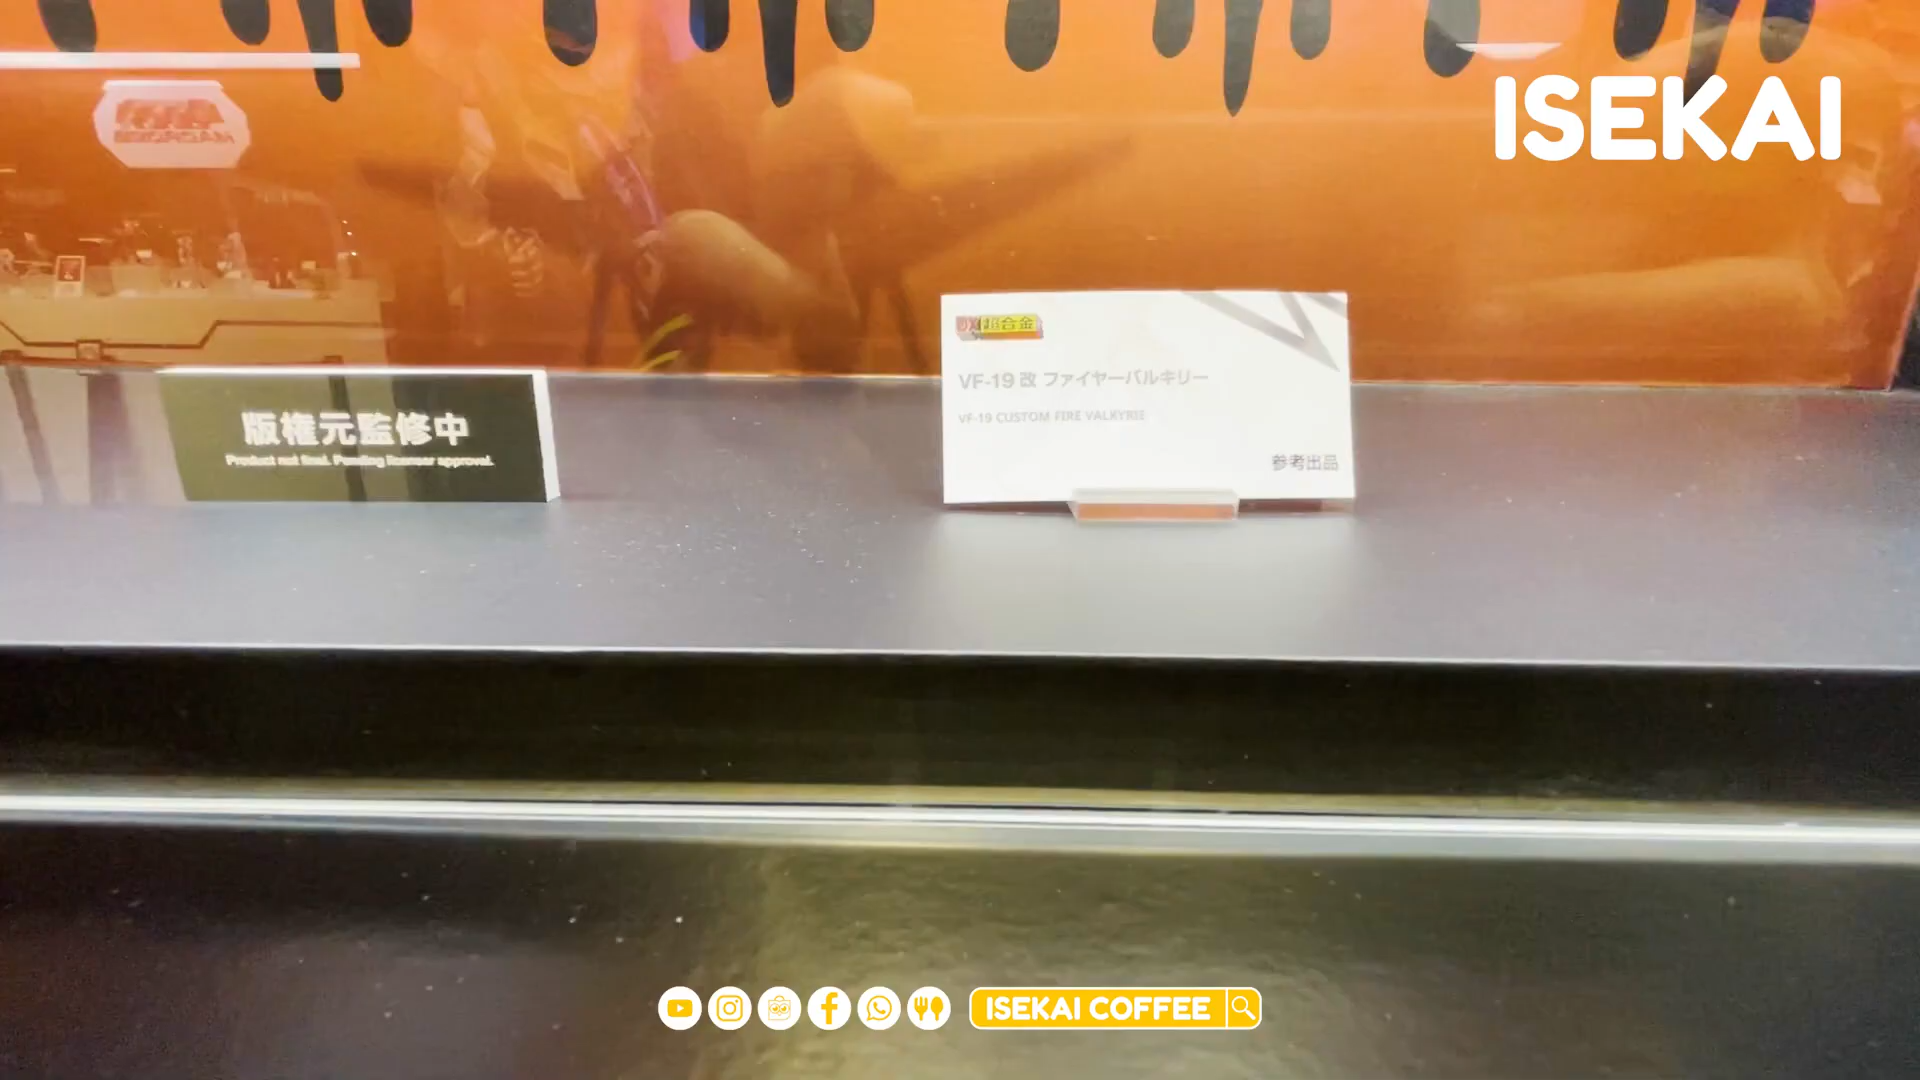 ISEKAI
DX超合金
VF-19 改 ファイヤーバルキリー
VF-19 CUSTOM FIRE VALKYRIE
参考出品
版権元監修中
Product not final. Pending licensor approval.
ISEKAI COFFEE